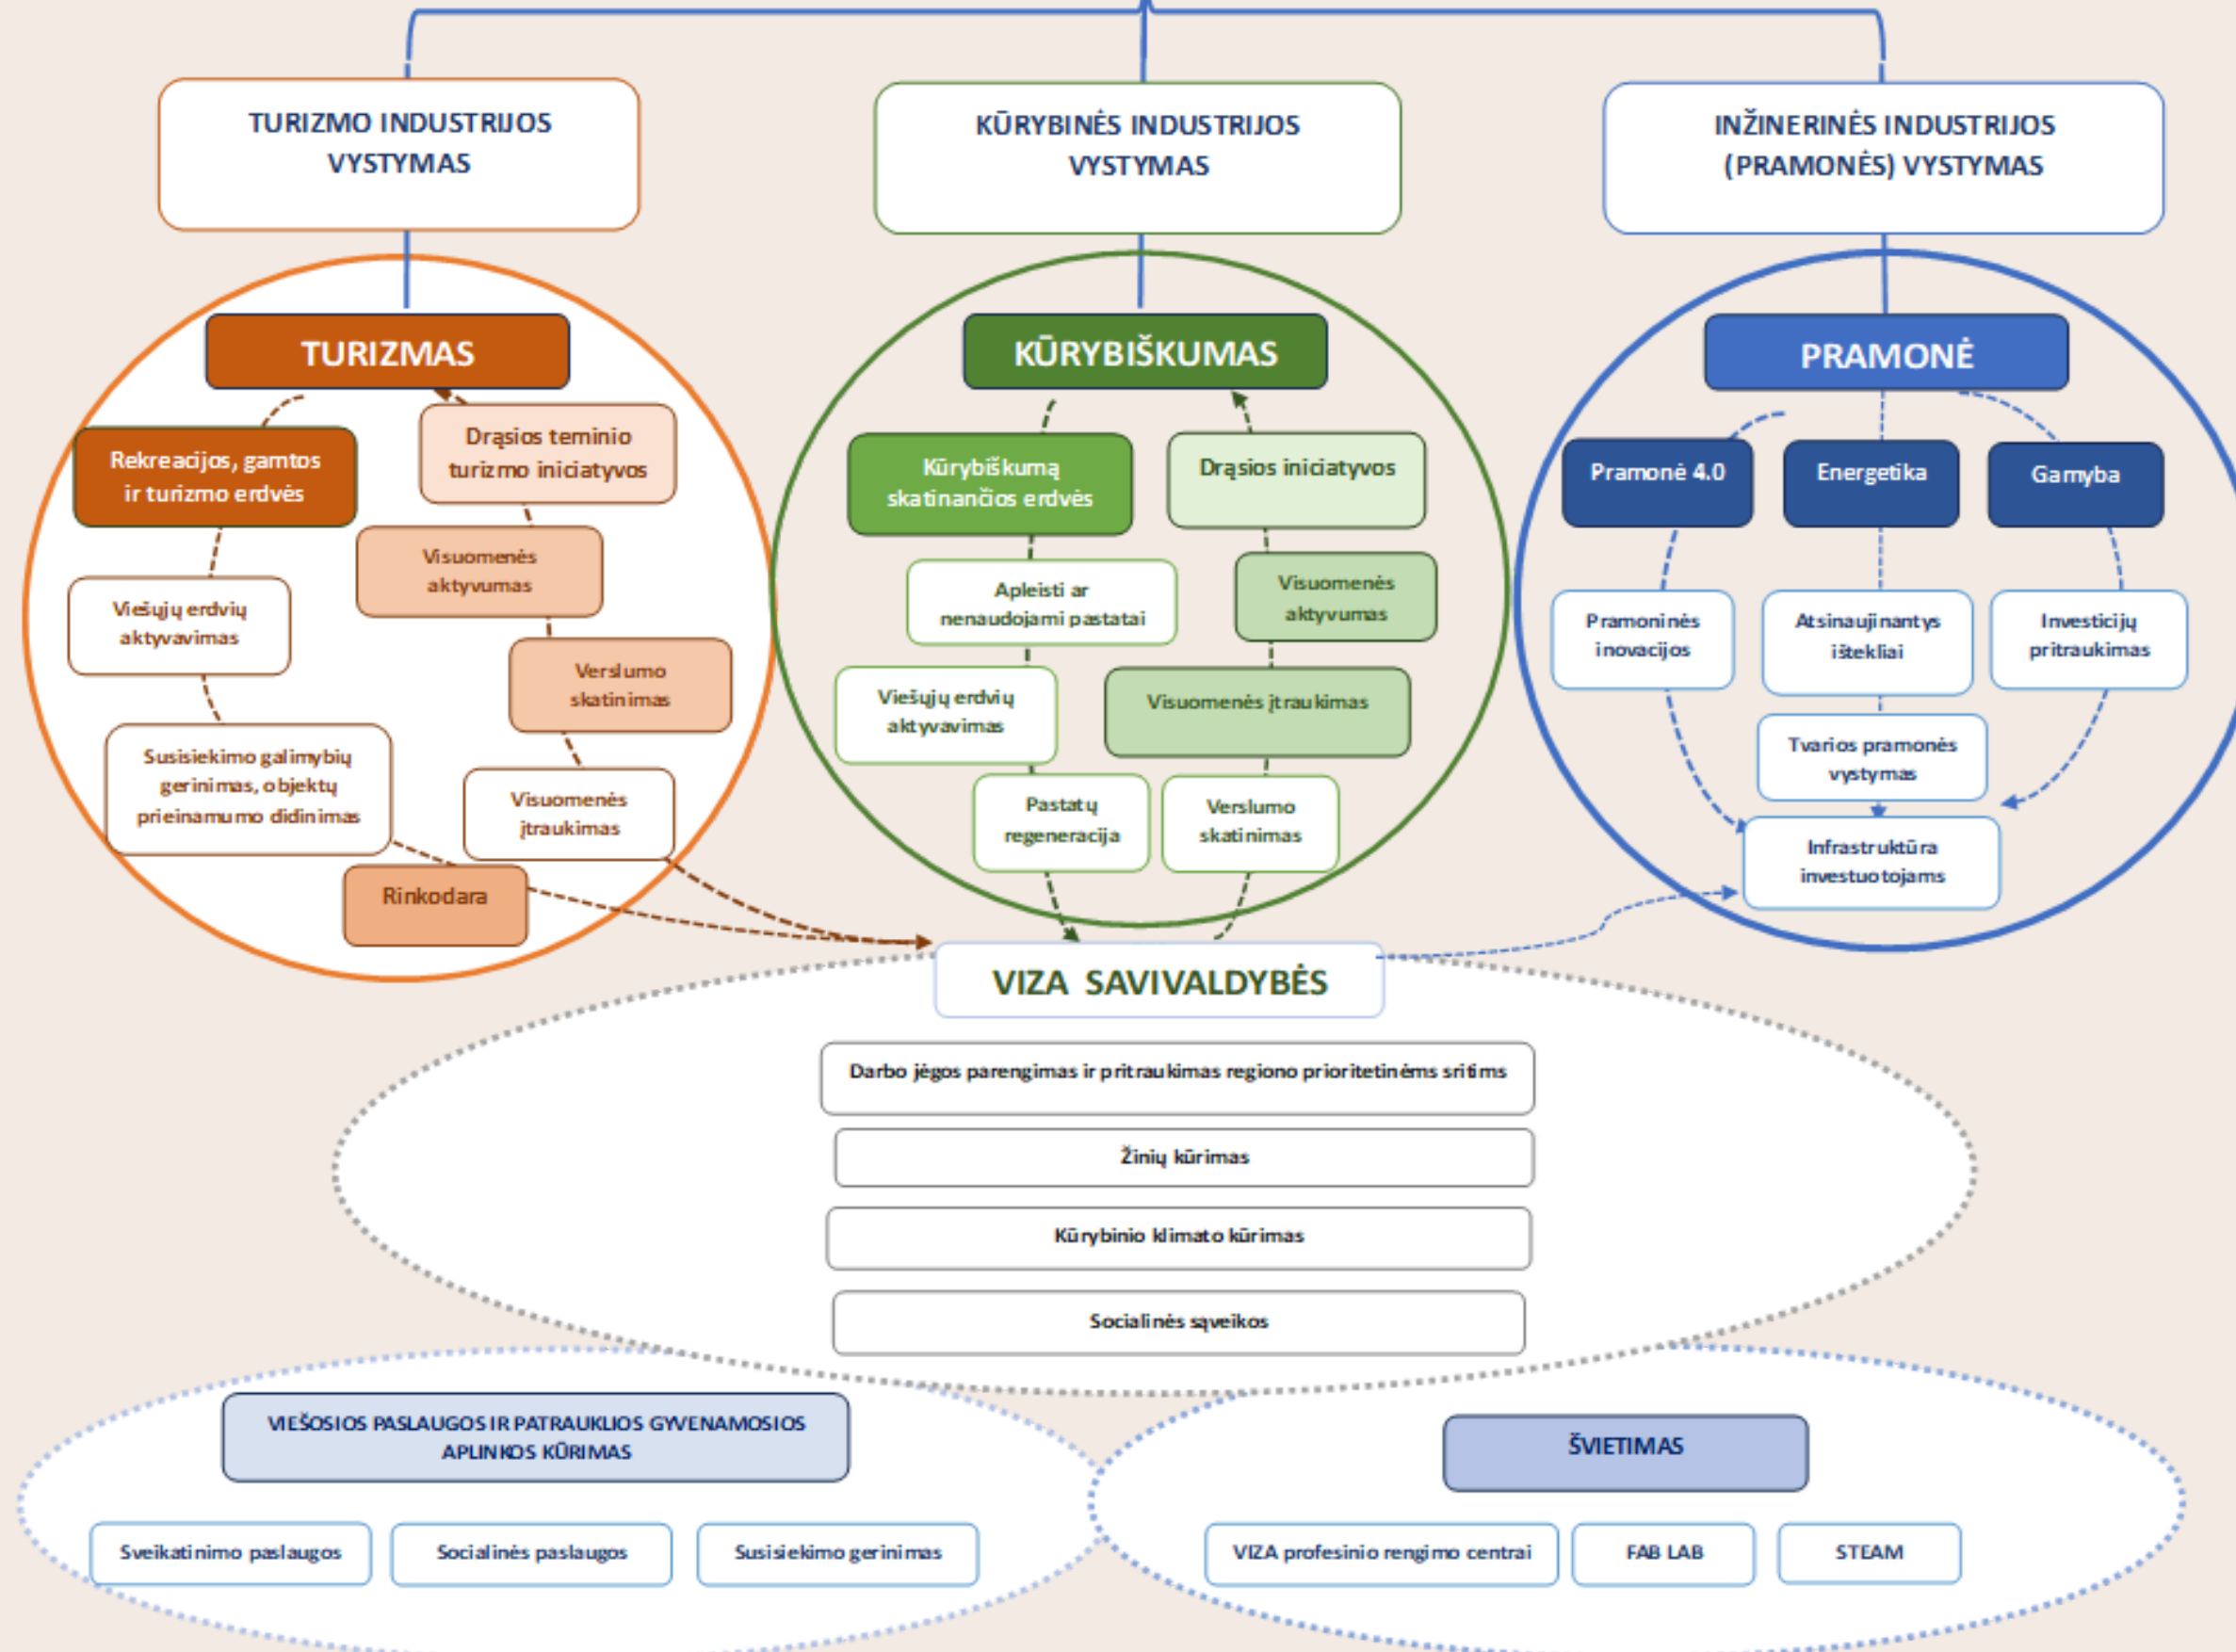 TURIZMO INDUSTRIJOS
VYSTYMAS
KŪRYBINĖS INDUSTRIJOS
VYSTYMAS
INŽINERINĖS INDUSTRIJOS
(PRAMONĖS) VYSTYMAS
TURIZMAS
Rekreacijos, gamtos
ir turizmo erdvės
Drąsios teminio
turizmo iniciatyvos
Visuomenės
aktyvumas
Viešųjų erdvių
aktyvavimas
Verslumo
skatinimas
Susisiekimo galimybių
gerinimas, objektų
prieinamumo didinimas
Visuomenės
įtraukimas
Rinkodara
KŪRYBIŠKUMAS
Kūrybiškumą
skatinančios erdvės
Drąsios iniciatyvos
Apleisti ar
nenaudojami pastatai
Visuomenės
aktyvumas
Viešųjų erdvių
aktyvavimas
Visuomenės įtraukimas
Pastatų
regeneracija
Verslumo
skatinimas
PRAMONĖ
Pramonė 4.0
Energetika
Gamyba
Pramoninės
inovacijos
Atsinaujinantys
ištekliai
Investicijų
pritraukimas
Tvarios pramonės
vystymas
Infrastruktūra
investuotojams
VIZA SAVIVALDYBĖS
Darbo jėgos parengimas ir pritraukimas regiono prioritetinėms sritims
Žinių kūrimas
Kūrybinio klimato kūrimas
Socialinės sąveikos
VIEŠOSIOS PASLAUGOS IR PATRAUKLIOS GYVENAMOSIOS
APLINKOS KŪRIMAS
Sveikatinimo paslaugos
Socialinės paslaugos
Susisiekimo gerinimas
ŠVIETIMAS
VIZA profesinio rengimo centrai
FAB LAB
STEAM